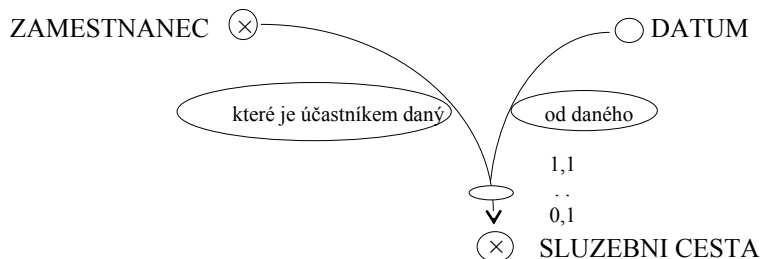 ZAMESTNANEC
DATUM
které je účastníkem daný
od daného
1,1
. .
0,1
SLUZEBNI CESTA